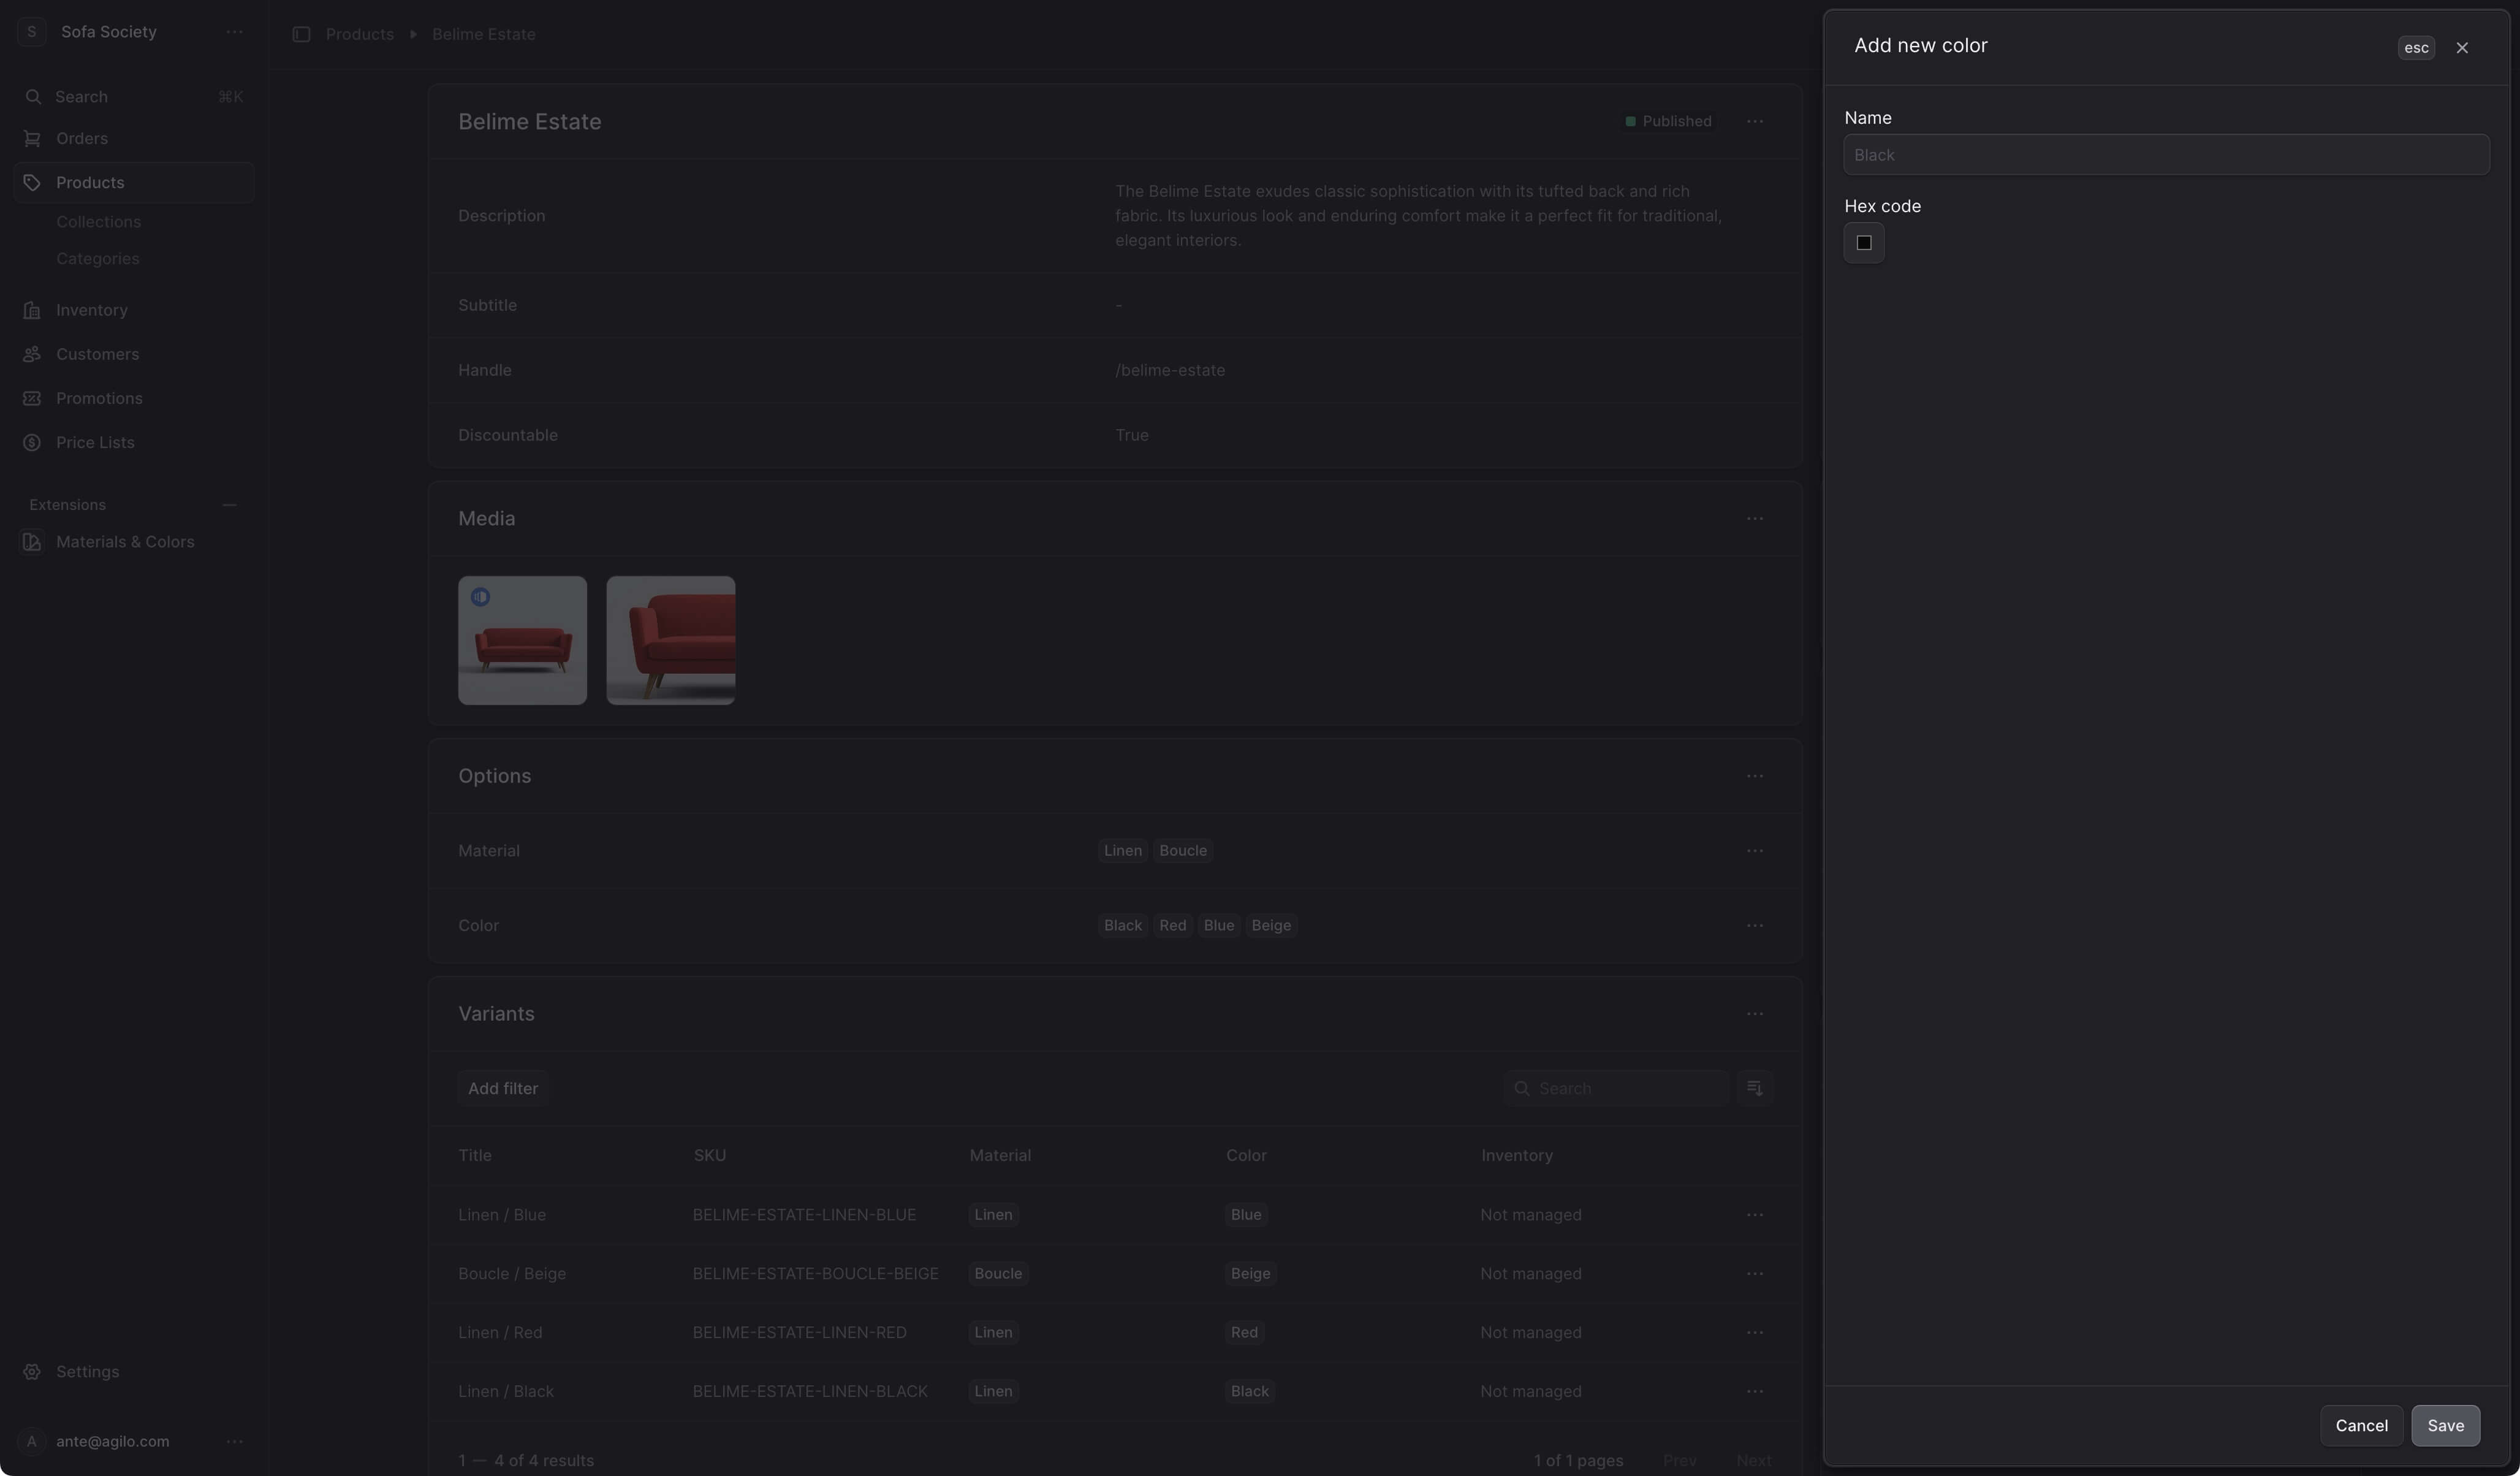 S Sofa Society
Search ⌘K
Orders
Products
Collections
Categories
Inventory
Customers
Promotions
Price Lists
Extensions
Materials & Colors
Settings
A ante@agilo.com
Products Belime Estate
Belime Estate Published
Description
The Belime Estate exudes classic sophistication with its tufted back and rich
fabric. Its luxurious look and enduring comfort make it a perfect fit for traditional,
elegant interiors.
Subtitle -
Handle /belime-estate
Discountable True
Media
Options
Material Linen Boucle
Color Black Red Blue Beige
Variants
Add filter Search
Title SKU Material Color Inventory
Linen / Blue BELIME-ESTATE-LINEN-BLUE Linen Blue Not managed
Boucle / Beige BELIME-ESTATE-BOUCLE-BEIGE Boucle Beige Not managed
Linen / Red BELIME-ESTATE-LINEN-RED Linen Red Not managed
Linen / Black BELIME-ESTATE-LINEN-BLACK Linen Black Not managed
1 — 4 of 4 results 1 of 1 pages Prev Next
Add new color esc
Name
Black
Hex code
Cancel Save